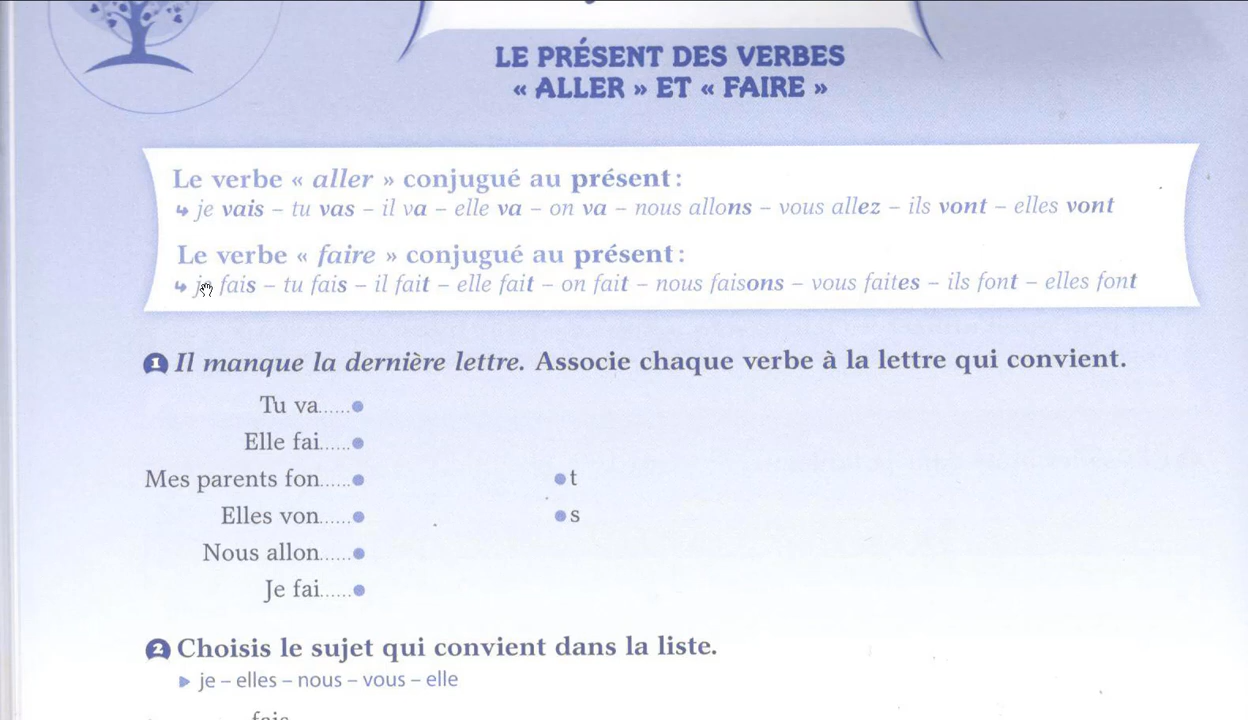 LE PRÉSENT DES VERBES
« ALLER » ET « FAIRE »
Le verbe « aller » conjugué au présent :
↳ je vais – tu vas – il va – elle va – on va – nous allons – vous allez – ils vont – elles vont
Le verbe « faire » conjugué au présent :
↳ je fais – tu fais – il fait – elle fait – on fait – nous faisons – vous faites – ils font – elles font
1 Il manque la dernière lettre. Associe chaque verbe à la lettre qui convient.
Tu va......●
Elle fai......●
Mes parents fon......● ● t
Elles von......● ● s
Nous allon......●
Je fai......●
2 Choisis le sujet qui convient dans la liste.
▶ je – elles – nous – vous – elle